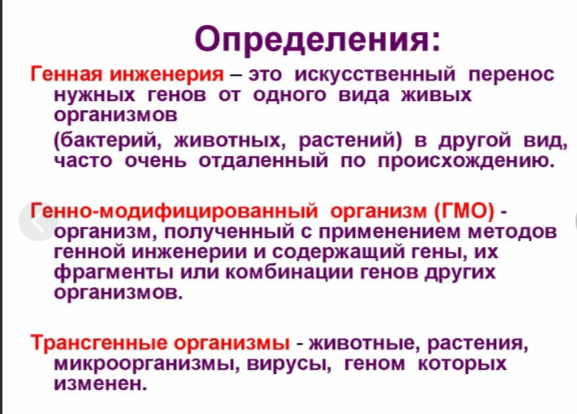 Определения:
Генная инженерия – это искусственный перенос
нужных генов от одного вида живых
организмов
(бактерий, животных, растений) в другой вид,
часто очень отдаленный по происхождению.
Генно-модифицированный организм (ГМО) -
организм, полученный с применением методов
генной инженерии и содержащий гены, их
фрагменты или комбинации генов других
организмов.
Трансгенные организмы - животные, растения,
микроорганизмы, вирусы, геном которых
изменен.